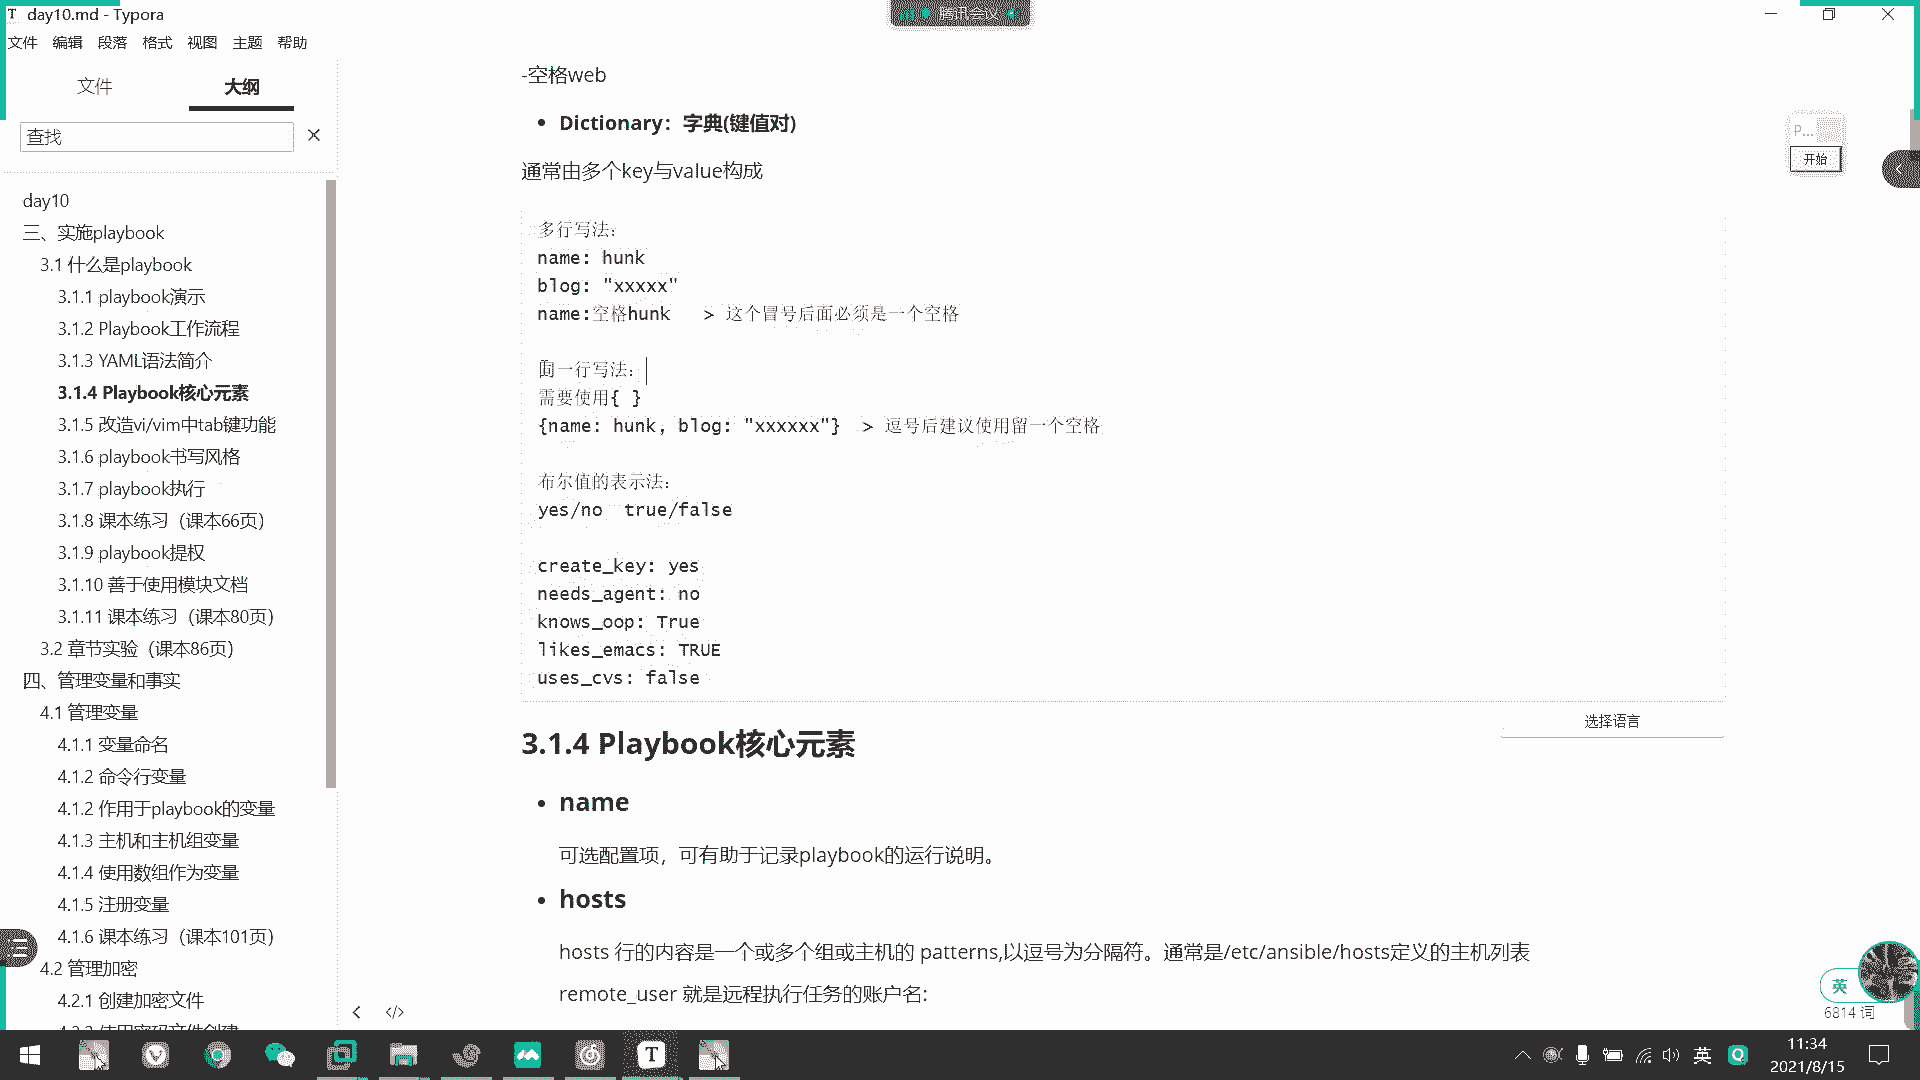 day10.md - Typora
腾讯会议
文件 编辑 段落 格式 视图 主题 帮助
文件 大纲
查找
day10
三、实施playbook
3.1 什么是playbook
3.1.1 playbook演示
3.1.2 Playbook工作流程
3.1.3 YAML语法简介
3.1.4 Playbook核心元素
3.1.5 改造vi/vim中tab键功能
3.1.6 playbook书写风格
3.1.7 playbook执行
3.1.8 课本练习（课本66页）
3.1.9 playbook提权
3.1.10 善于使用模块文档
3.1.11 课本练习（课本80页）
3.2 章节实验（课本86页）
四、管理变量和事实
4.1 管理变量
4.1.1 变量命名
4.1.2 命令行变量
4.1.2 作用于playbook的变量
4.1.3 主机和主机组变量
4.1.4 使用数组作为变量
4.1.5 注册变量
4.1.6 课本练习（课本101页）
4.2 管理加密
4.2.1 创建加密文件
-空格web
Dictionary：字典(键值对)
通常由多个key与value构成
多行写法：
name: hunk
blog: "xxxxx"
name:空格hunk > 这个冒号后面必须是一个空格
同一行写法：
需要使用{ }
{name: hunk, blog: "xxxxxx"} > 逗号后建议使用留一个空格
布尔值的表示法：
yes/no true/false
create_key: yes
needs_agent: no
knows_oop: True
likes_emacs: TRUE
uses_cvs: false
选择语言
3.1.4 Playbook核心元素
name
可选配置项，可有助于记录playbook的运行说明。
hosts
hosts 行的内容是一个或多个组或主机的 patterns,以逗号为分隔符。通常是/etc/ansible/hosts定义的主机列表
remote_user 就是远程执行任务的账户名:
P...
开始
英
6814 词
英
11:34
2021/8/15